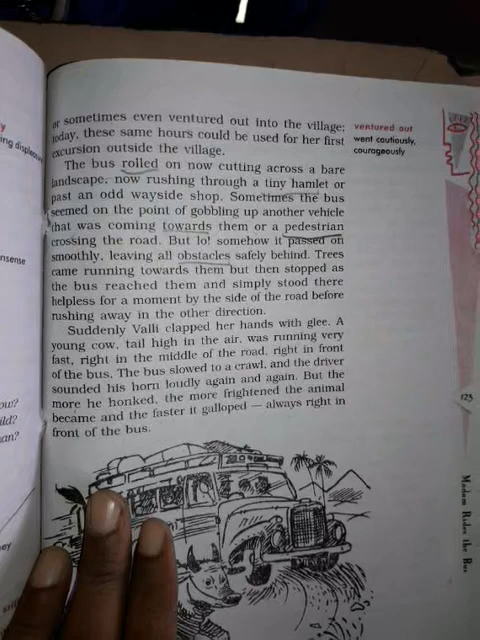 or sometimes even ventured out into the village;
today, these same hours could be used for her first
excursion outside the village.
The bus rolled on now cutting across a bare
landscape, now rushing through a tiny hamlet or
past an odd wayside shop. Sometimes the bus
seemed on the point of gobbling up another vehicle
that was coming towards them or a pedestrian
crossing the road. But lo! somehow it passed on
smoothly, leaving all obstacles safely behind. Trees
came running towards them but then stopped as
the bus reached them and simply stood there
helpless for a moment by the side of the road before
rushing away in the other direction.
Suddenly Valli clapped her hands with glee. A
young cow, tail high in the air, was running very
fast, right in the middle of the road, right in front
of the bus. The bus slowed to a crawl, and the driver
sounded his horn loudly again and again. But the
more he honked, the more frightened the animal
became and the faster it galloped — always right in
front of the bus.
ventured out
went cautiously,
courageously
123
Madam Rides the Bus